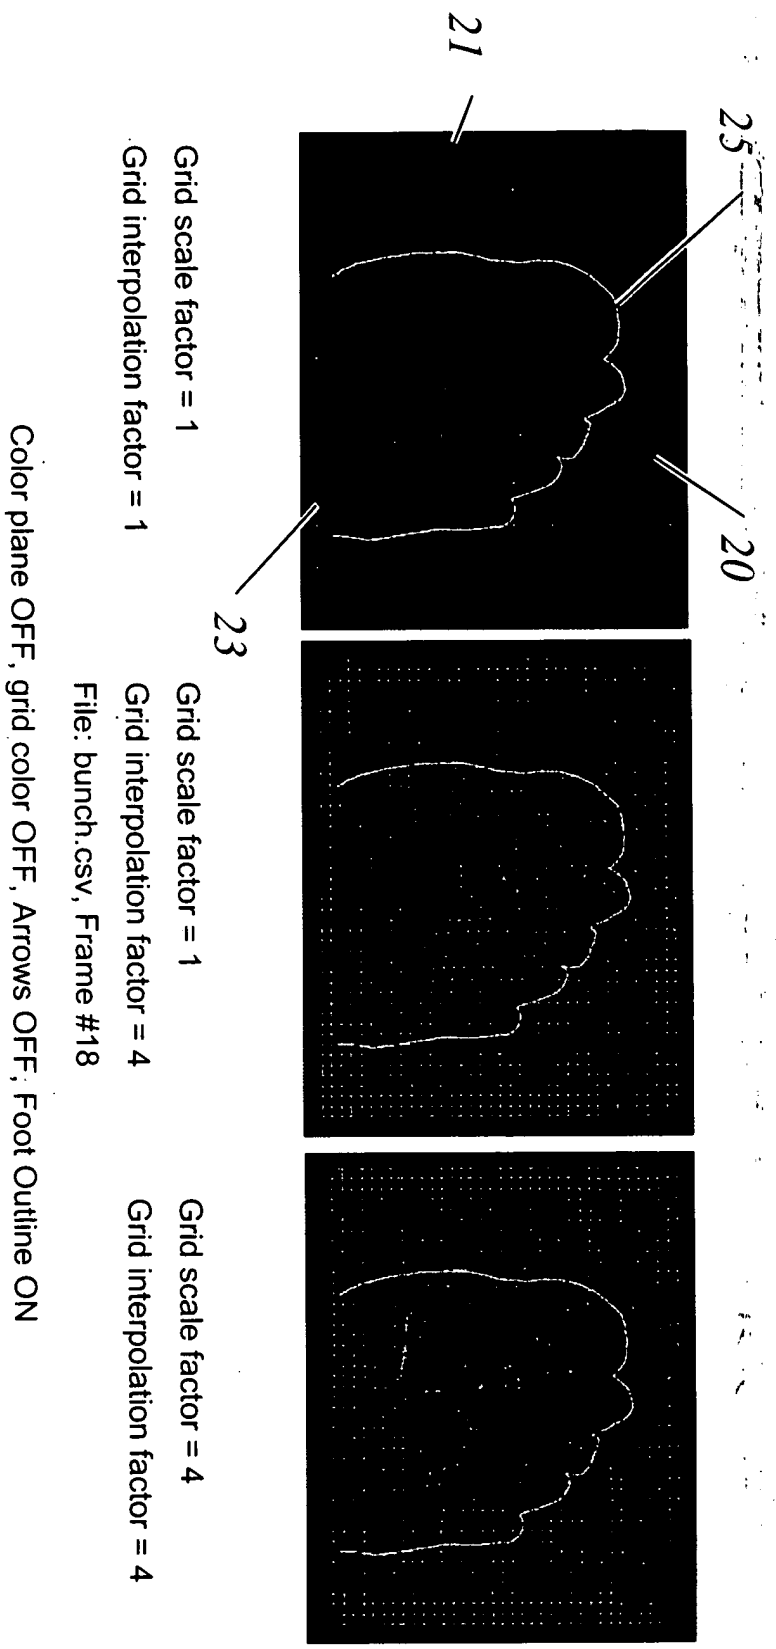 25
20
21
23
Grid scale factor = 1
Grid interpolation factor = 1
Grid scale factor = 1
Grid interpolation factor = 4
File: bunch.csv, Frame #18
Grid scale factor = 4
Grid interpolation factor = 4
Color plane OFF, grid color OFF, Arrows OFF, Foot Outline ON